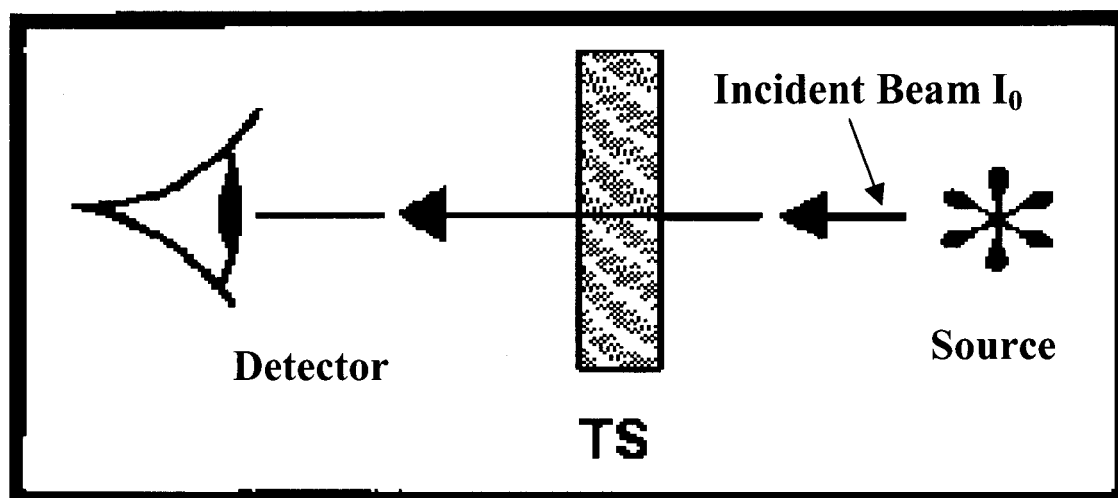 Incident Beam I₀
Source
Detector
TS